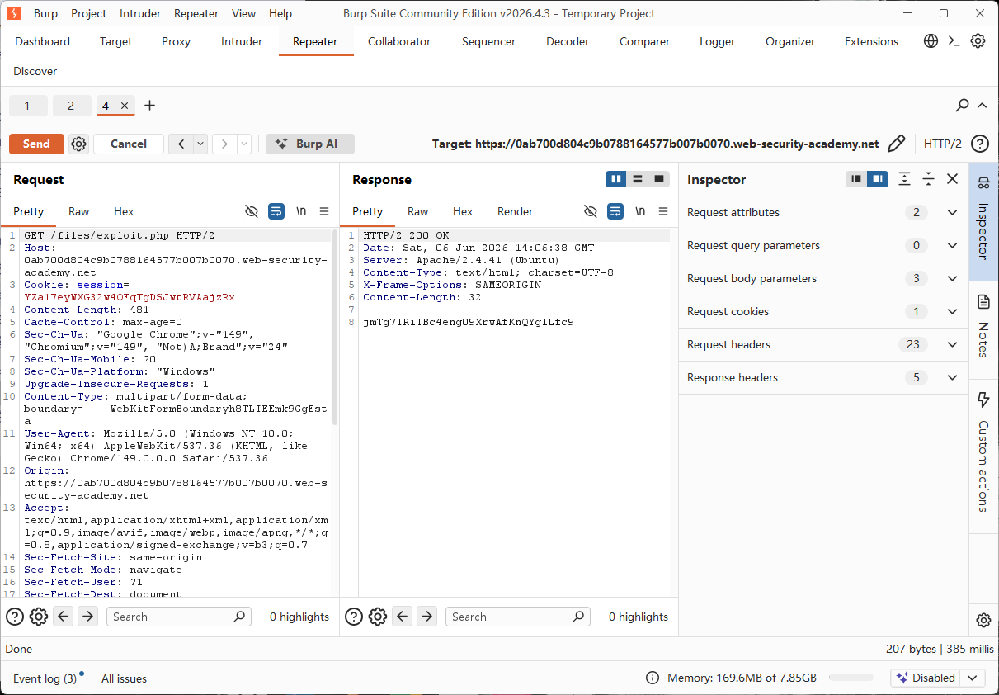 Burp Project Intruder Repeater View Help Burp Suite Community Edition v2026.4.3 - Temporary Project
Dashboard Target Proxy Intruder Repeater Collaborator Sequencer Decoder Comparer Logger Organizer Extensions
Discover
1 2 4
Send Cancel Burp AI Target: https://0ab700d804c9b0788164577b007b0070.web-security-academy.net HTTP/2
Request
Pretty Raw Hex \n
1 GET /files/exploit.php HTTP/2
2 Host:
0ab700d804c9b0788164577b007b0070.web-security-
academy.net
3 Cookie: session=
YZa17eyWXG32w4OFqTgDSJwtRVAajzRx
4 Content-Length: 481
5 Cache-Control: max-age=0
6 Sec-Ch-Ua: "Google Chrome";v="149",
"Chromium";v="149", "Not)A;Brand";v="24"
7 Sec-Ch-Ua-Mobile: ?0
8 Sec-Ch-Ua-Platform: "Windows"
9 Upgrade-Insecure-Requests: 1
10 Content-Type: multipart/form-data;
boundary=----WebKitFormBoundaryh8TLIEEmk9GgEst
a
11 User-Agent: Mozilla/5.0 (Windows NT 10.0;
Win64; x64) AppleWebKit/537.36 (KHTML, like
Gecko) Chrome/149.0.0.0 Safari/537.36
12 Origin:
https://0ab700d804c9b0788164577b007b0070.web-s
ecurity-academy.net
13 Accept:
text/html,application/xhtml+xml,application/xm
l;q=0.9,image/avif,image/webp,image/apng,*/*;q
=0.8,application/signed-exchange;v=b3;q=0.7
14 Sec-Fetch-Site: same-origin
15 Sec-Fetch-Mode: navigate
16 Sec-Fetch-User: ?1
17 Sec-Fetch-Dest: document
Search 0 highlights
Response
Pretty Raw Hex Render \n
1 HTTP/2 200 OK
2 Date: Sat, 06 Jun 2026 14:06:38 GMT
3 Server: Apache/2.4.41 (Ubuntu)
4 Content-Type: text/html; charset=UTF-8
5 X-Frame-Options: SAMEORIGIN
6 Content-Length: 32
7
8 jmTg7IRiTBc4engO9XrwAfKnQYglLfc9
Search 0 highlights
Inspector
Request attributes 2
Request query parameters 0
Request body parameters 3
Request cookies 1
Request headers 23
Response headers 5
Inspector
Notes
Custom actions
Done 207 bytes | 385 millis
Event log (3) All issues Memory: 169.6MB of 7.85GB Disabled